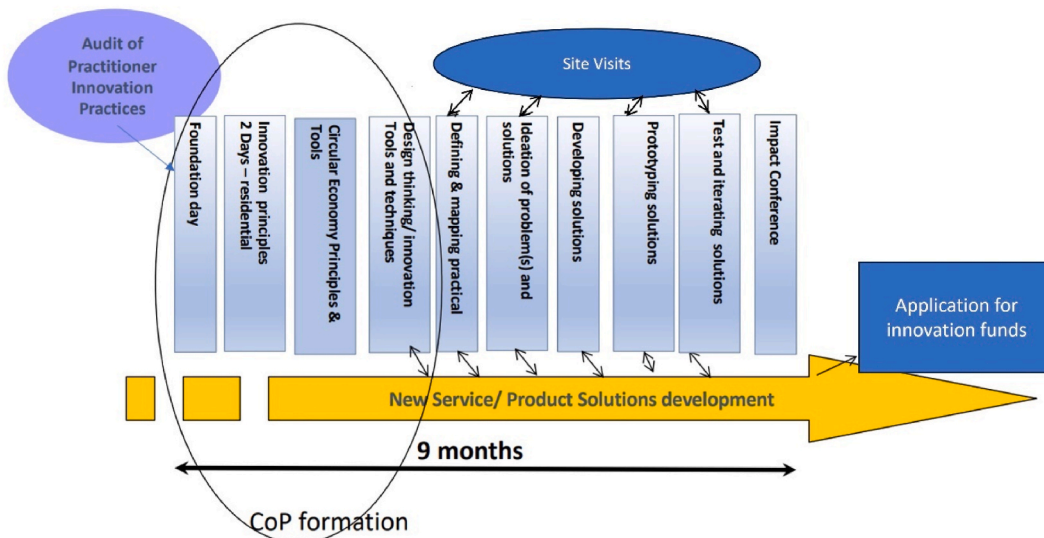 Audit of
Practitioner
Innovation
Practices
Site Visits
Foundation day
Innovation principles
2 Days – residential
Circular Economy Principles &
Tools
Design thinking/ innovation
Tools and techniques
Defining & mapping practical
Ideation of problem(s) and
solutions
Developing solutions
Prototyping solutions
Test and iterating solutions
Impact Conference
Application for
innovation funds
New Service/ Product Solutions development
9 months
CoP formation